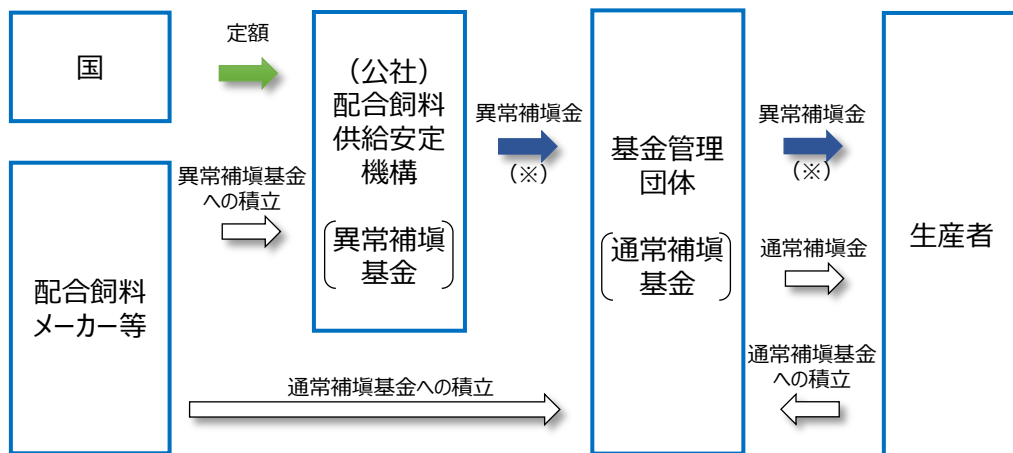 国
定額
（公社）
配合飼料
供給安定
機構
異常補塡
基金
配合飼料
メーカー等
異常補塡基金
への積立
異常補塡金
（※）
基金管理
団体
通常補塡
基金
異常補塡金
（※）
通常補塡金
通常補塡基金
への積立
生産者
通常補塡基金への積立